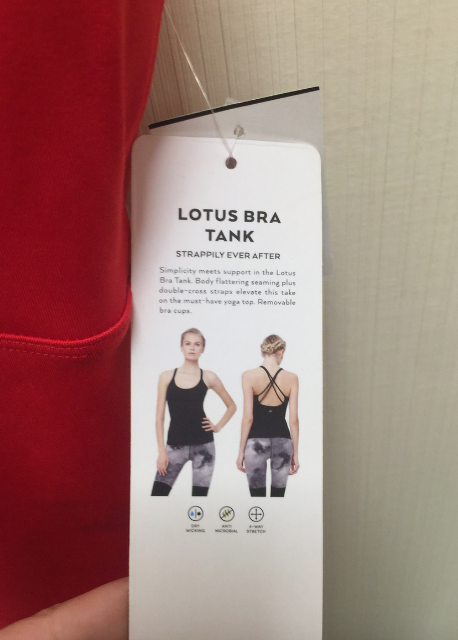 LOTUS BRA
TANK
STRAPPILY EVER AFTER
Simplicity meets support in the Lotus
Bra Tank. Body flattering seaming plus
double-cross straps elevate this take
on the must-have yoga top. Removable
bra cups.
DRY
WICKING
ANTI
MICROBIAL
4-WAY
STRETCH